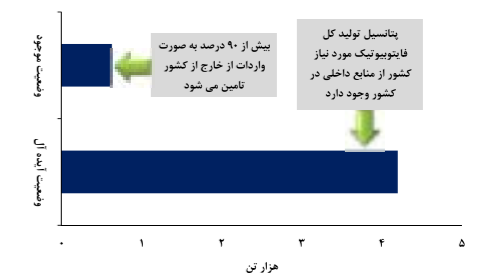 پتانسیل تولید کل
فایتوبیوتیک مورد نیاز
کشور از منابع داخلی در
کشور وجود دارد
بیش از ۹۰ درصد به صورت
واردات از خارج از کشور
تامین می شود
وضعیت موجود
وضعیت آیده آل
۰ ۱ ۲ ۳ ۴ ۵
هزار تن